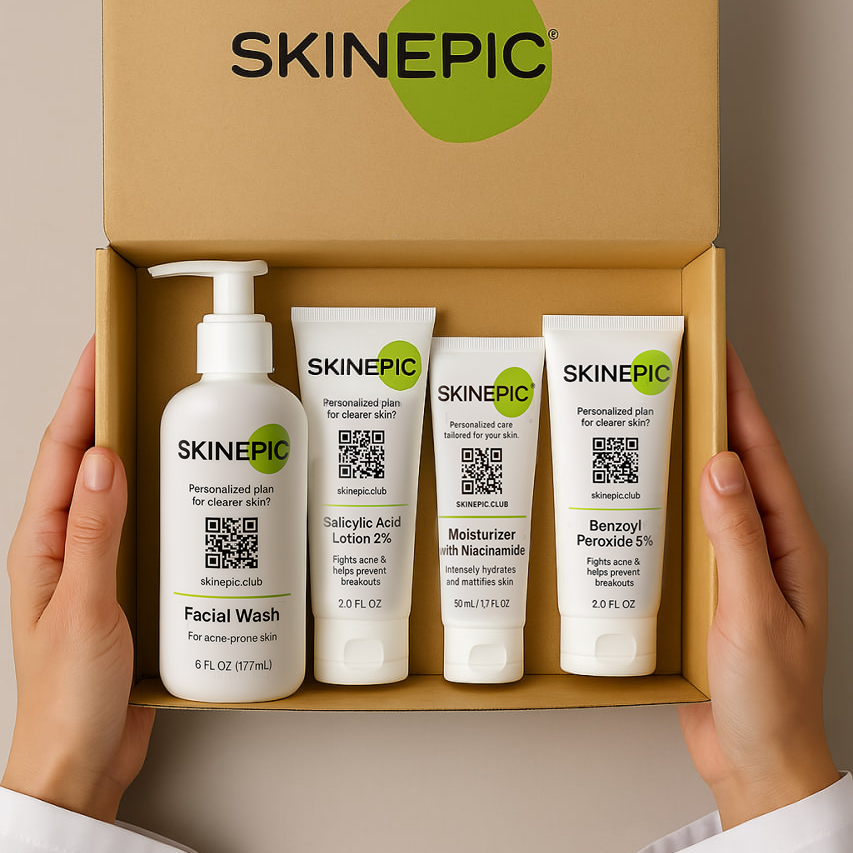 SKINEPIC®
SKINEPIC
Personalized plan
for clearer skin?
skinepic.club
Facial Wash
For acne-prone skin
6 FL OZ (177mL)
SKINEPIC
Personalized plan
for clearer skin?
skinepic.club
Salicylic Acid
Lotion 2%
Fights acne &
helps prevent
breakouts
2.0 FL OZ
SKINEPIC®
Personalized care
tailored for your skin.
SKINEPIC.CLUB
Moisturizer
with Niacinamide
Intensely hydrates
and mattifies skin
50 mL/1,7 FL OZ
SKINEPIC
Personalized plan
for clearer skin?
skinepic.club
Benzoyl
Peroxide 5%
Fights acne &
helps prevent
breakouts
2.0 FL OZ